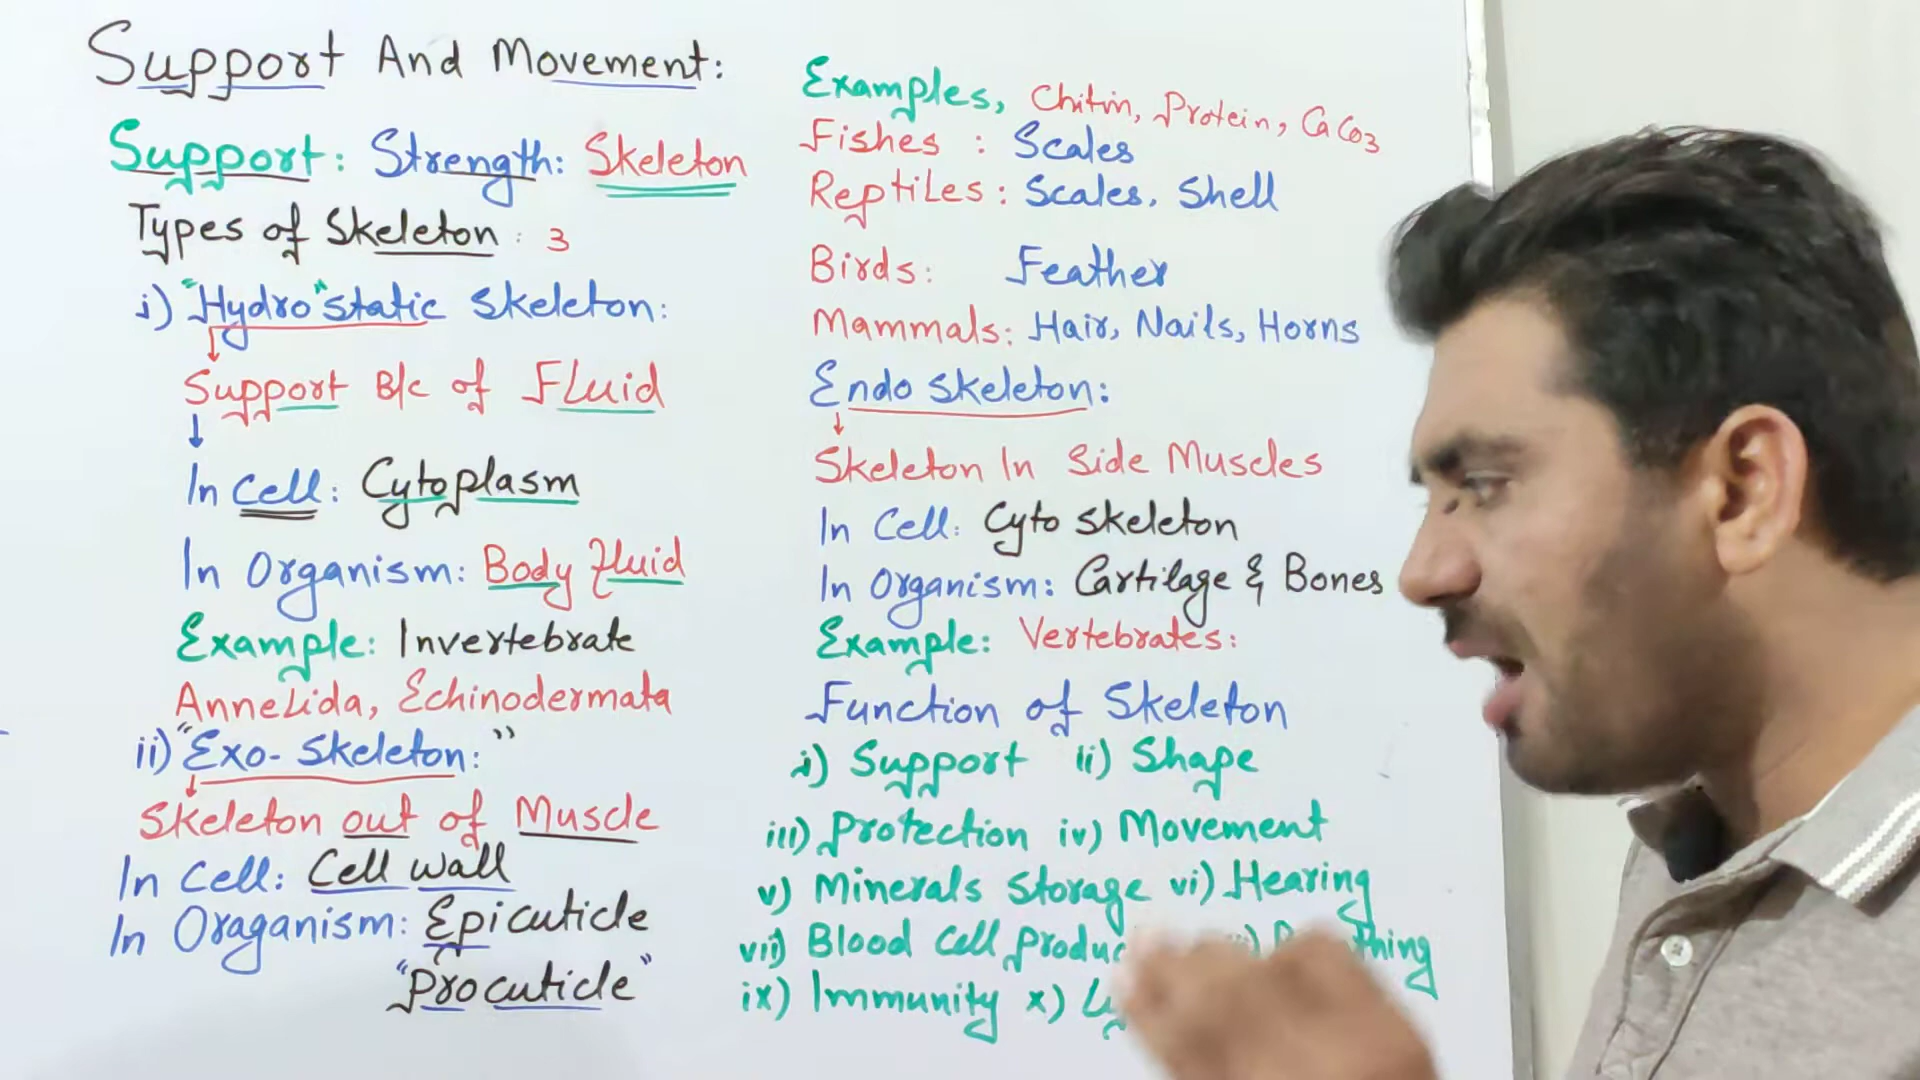 Support And Movement:
Support: Strength: Skeleton
Types of Skeleton: 3
i) "Hydro"static Skeleton:
Support B/c of Fluid
In Cell: Cytoplasm
In Organism: Body fluid
Example: Invertebrate
Annelida, Echinodermata
ii) "Exo-Skeleton:"
Skeleton out of Muscle
In Cell: Cell wall
In Oraganism: Epicuticle
"Procuticle"
Examples, Chitin, Protein, CaCo3
Fishes : Scales
Reptiles: Scales. Shell
Birds: Feather
Mammals: Hair, Nails, Horns
Endo Skeleton:
Skeleton In Side Muscles
In Cell: Cyto skeleton
In Organism: Cartilage & Bones
Example: Vertebrates:
Function of Skeleton
i) Support ii) Shape
iii) Protection iv) Movement
v) Minerals Storage vi) Hearing
vii) Blood Cell
ix) Immunity x)